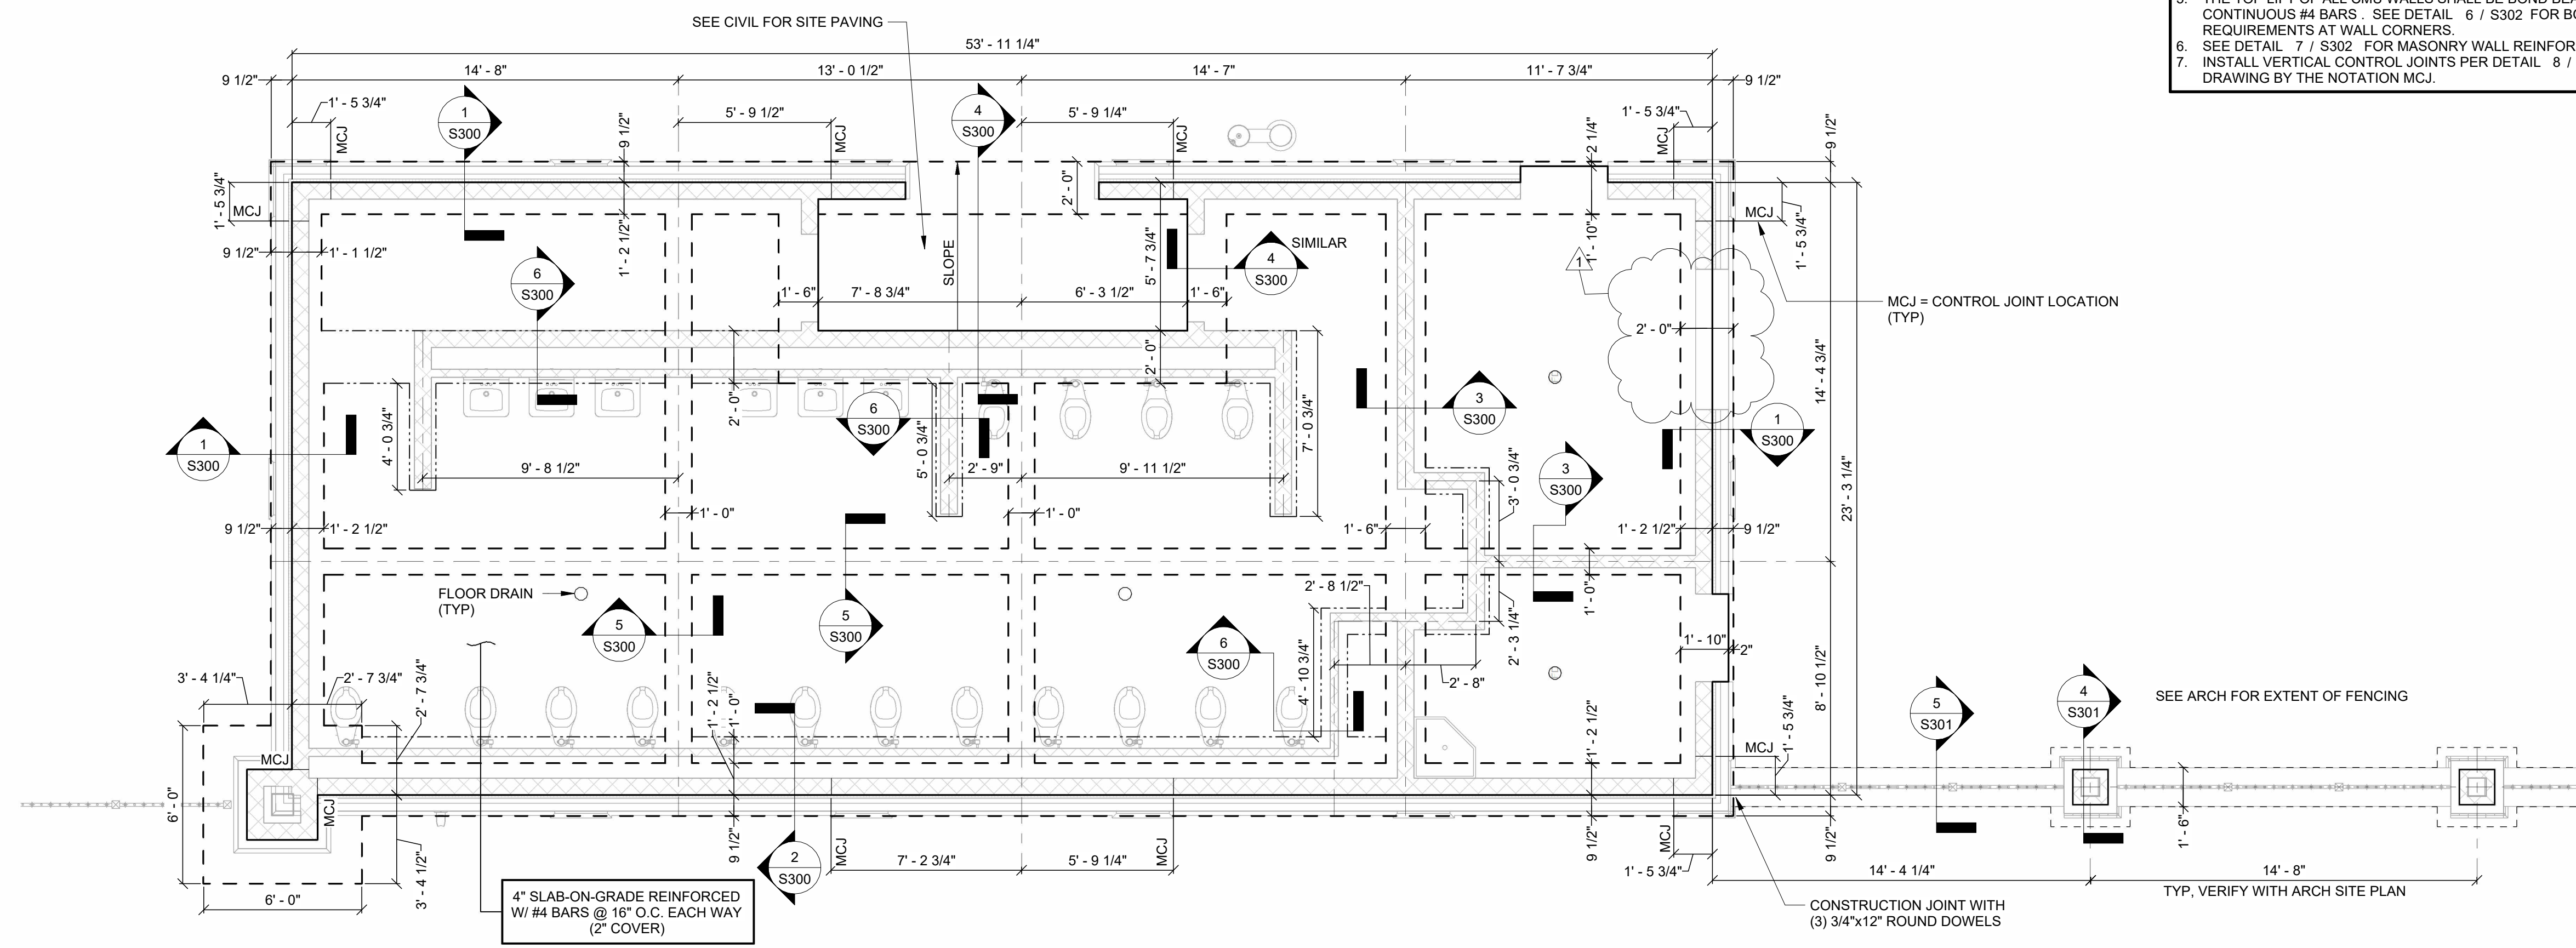 SEE CIVIL FOR SITE PAVING
CONTINUOUS #4 BARS . SEE DETAIL 6 / S302 FOR
REQUIREMENTS AT WALL CORNERS.
6. SEE DETAIL 7 / S302 FOR MASONRY WALL
7. INSTALL VERTICAL CONTROL JOINTS PER DETAIL 8 /
DRAWING BY THE NOTATION MCJ.
53' - 11 1/4"
9 1/2"
14' - 8"
13' - 0 1/2"
14' - 7"
11' - 7 3/4"
9 1/2"
1' - 5 3/4"
MCJ
1
S300
5' - 9 1/2"
MCJ
4
S300
5' - 9 1/4"
MCJ
1' - 5 3/4"
MCJ
9 1/2"
9 1/2"
2 1/4"
1' - 5 3/4"
MCJ
2' - 0"
MCJ
1' - 5 3/4"
9 1/2"
1' - 1 1/2"
1' - 2 1/2"
6
S300
SLOPE
5' - 7 3/4"
SIMILAR
4
S300
1' - 10"
1
1' - 6"
7' - 8 3/4"
6' - 3 1/2"
1' - 6"
MCJ = CONTROL JOINT LOCATION
(TYP)
2' - 0"
2' - 0"
2' - 0"
14' - 4 3/4"
1
S300
4' - 0 3/4"
6
S300
5' - 0 3/4"
7' - 0 3/4"
3
S300
1
S300
9' - 8 1/2"
2' - 9"
9' - 11 1/2"
3
S300
3' - 0 3/4"
23' - 3 1/4"
9 1/2"
1' - 2 1/2"
1' - 0"
1' - 0"
1' - 6"
1' - 2 1/2"
9 1/2"
FLOOR DRAIN
(TYP)
5
S300
5
S300
6
S300
2' - 8 1/2"
1' - 0"
2' - 3 1/4"
1' - 10"
2"
3' - 4 1/4"
2' - 7 3/4"
2' - 7 3/4"
1' - 2 1/2"
1' - 0"
4' - 10 3/4"
2' - 8"
1' - 2 1/2"
8' - 10 1/2"
5
S301
4
S301
SEE ARCH FOR EXTENT OF FENCING
MCJ
1' - 5 3/4"
MCJ
6' - 0"
MCJ
3' - 4 1/2"
9 1/2"
2
S300
MCJ
7' - 2 3/4"
5' - 9 1/4"
MCJ
9 1/2"
MCJ
1' - 5 3/4"
9 1/2"
1' - 6"
14' - 4 1/4"
14' - 8"
TYP, VERIFY WITH ARCH SITE PLAN
6' - 0"
4" SLAB-ON-GRADE REINFORCED
W/ #4 BARS @ 16" O.C. EACH WAY
(2" COVER)
CONSTRUCTION JOINT WITH
(3) 3/4"x12" ROUND DOWELS